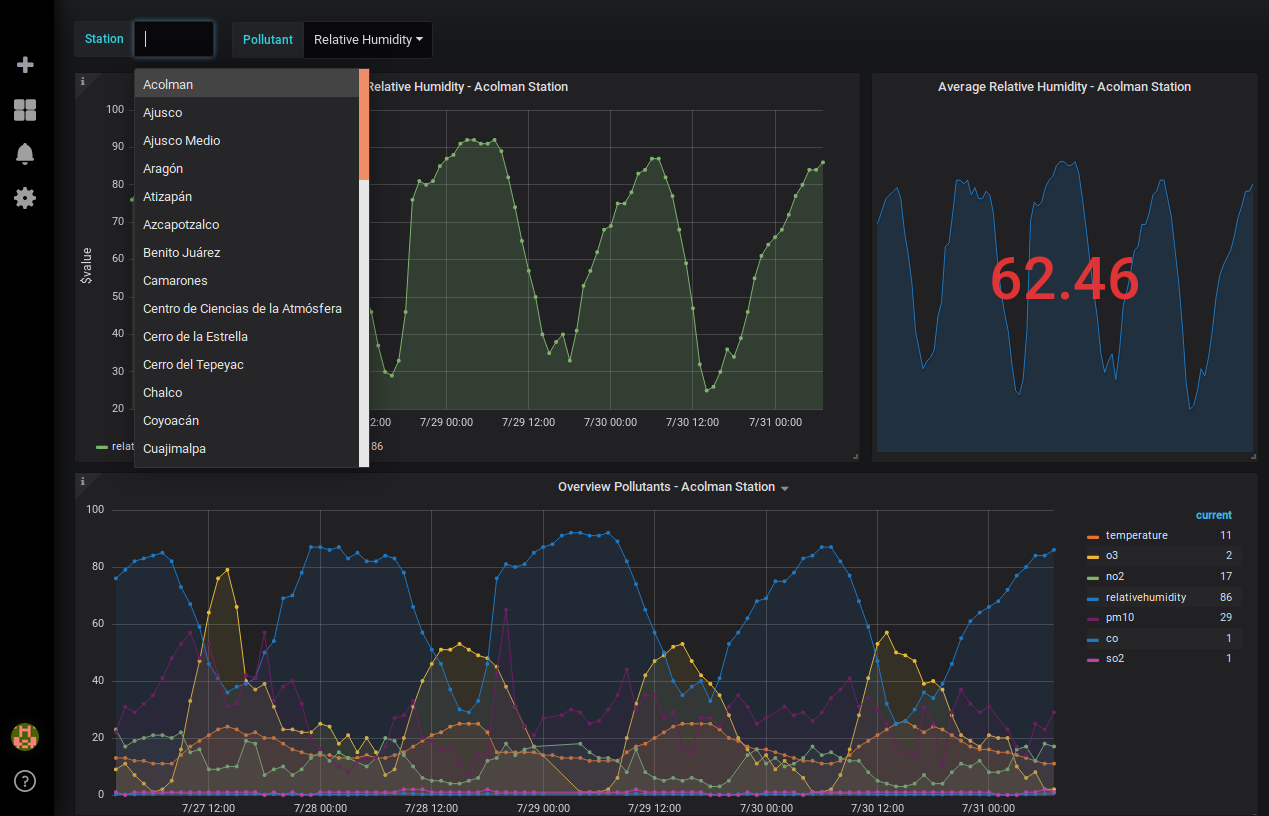 Station
Pollutant Relative Humidity
Acolman
Ajusco
Ajusco Medio
Aragón
Atizapán
Azcapotzalco
Benito Juárez
Camarones
Centro de Ciencias de la Atmósfera
Cerro de la Estrella
Cerro del Tepeyac
Chalco
Coyoacán
Cuajimalpa
i
Relative Humidity - Acolman Station
$value
100
90
80
70
60
50
40
30
20
12:00 7/29 00:00 7/29 12:00 7/30 00:00 7/30 12:00 7/31 00:00
relat
86
Average Relative Humidity - Acolman Station
62.46
i
Overview Pollutants - Acolman Station
100
80
60
40
20
0
7/27 12:00 7/28 00:00 7/28 12:00 7/29 00:00 7/29 12:00 7/30 00:00 7/30 12:00 7/31 00:00
current
temperature 11
o3 2
no2 17
relativehumidity 86
pm10 29
co 1
so2 1
?